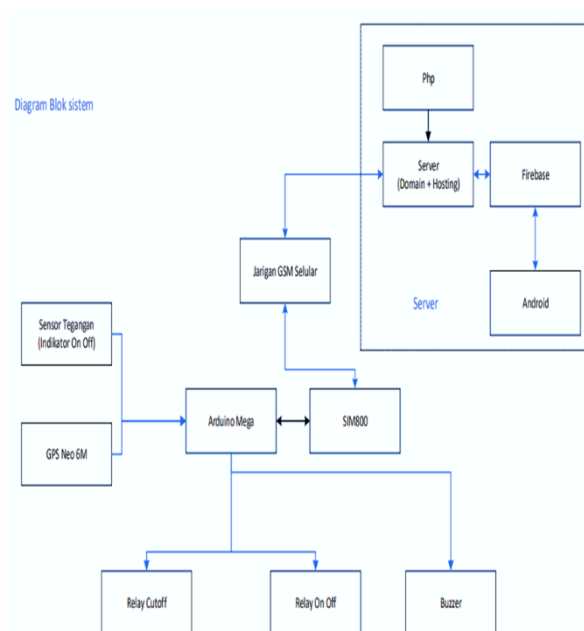 Diagram Blok sistem
Php
Server
(Domain + Hosting)
Firebase
Jarigan GSM Selular
Server
Android
Sensor Tegangan
(Indikator On Off)
Arduino Mega
SIM800
GPS Neo 6M
Relay Cutoff
Relay On Off
Buzzer